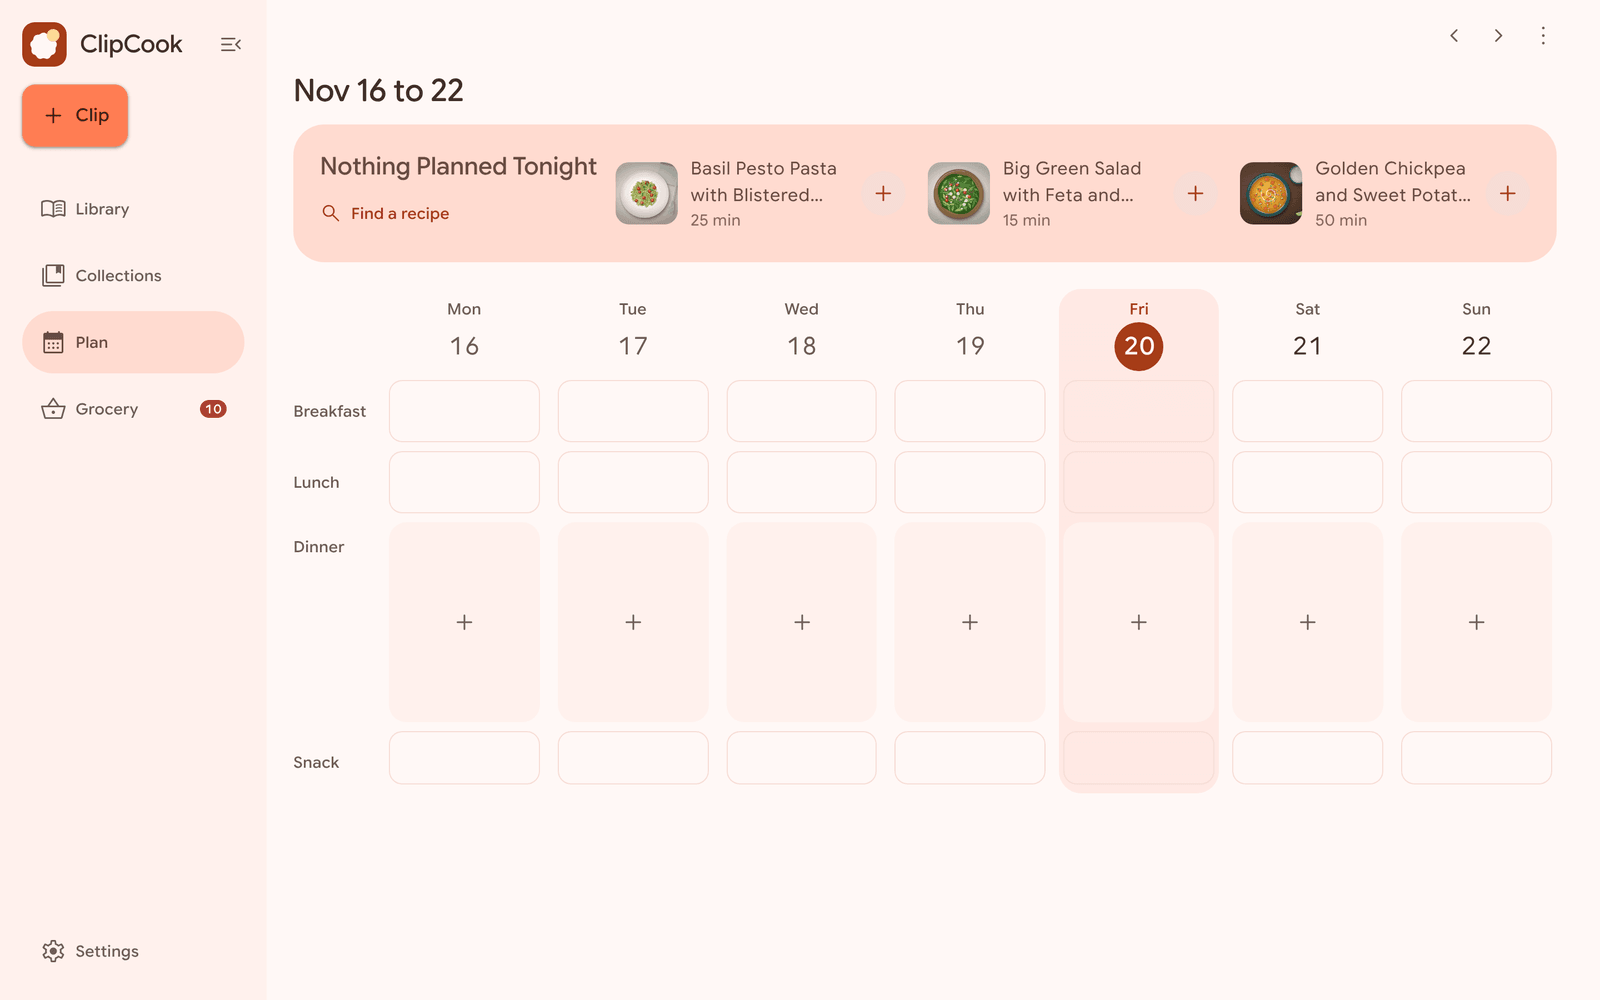 ClipCook
Clip
Library
Collections
Plan
Grocery 10
Settings
Nov 16 to 22
Nothing Planned Tonight
Find a recipe
Basil Pesto Pasta
with Blistered...
25 min
Big Green Salad
with Feta and...
15 min
Golden Chickpea
and Sweet Potat...
50 min
Mon Tue Wed Thu Fri Sat Sun
16 17 18 19 20 21 22
Breakfast
Lunch
Dinner
Snack